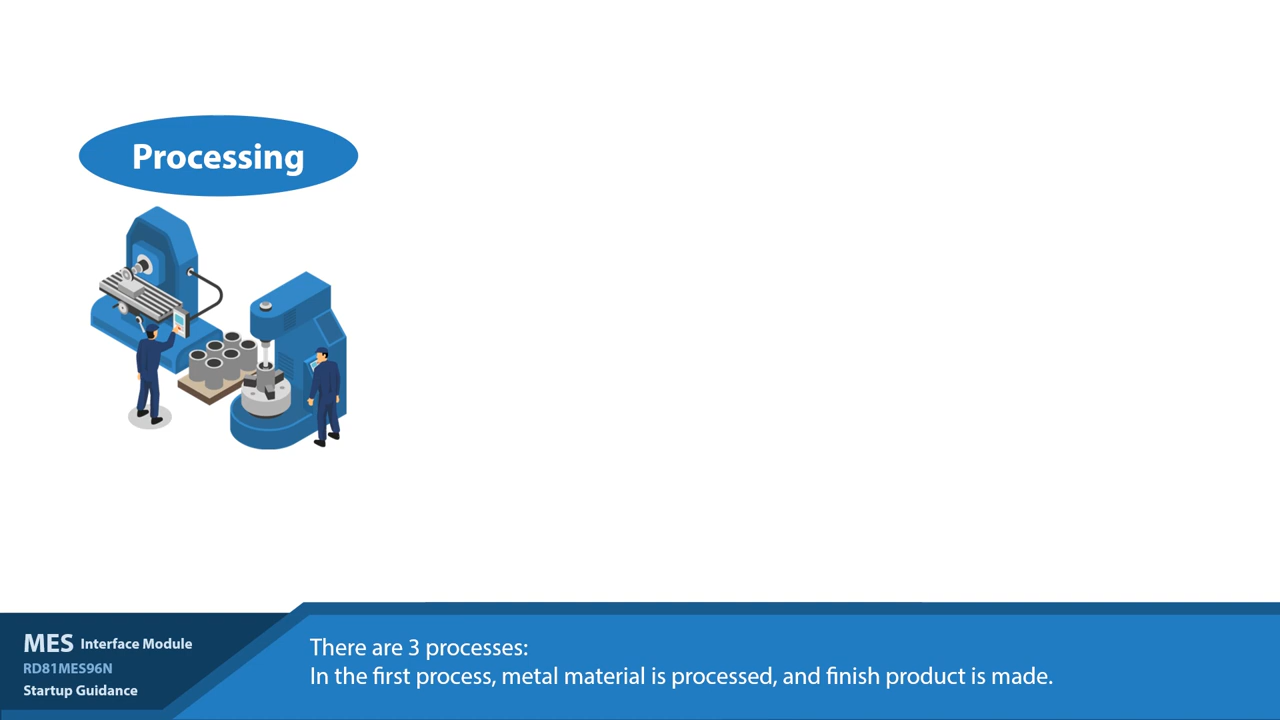 Processing
MES Interface Module
RD81MES96N
Startup Guidance
There are 3 processes:
In the first process, metal material is processed, and finish product is made.